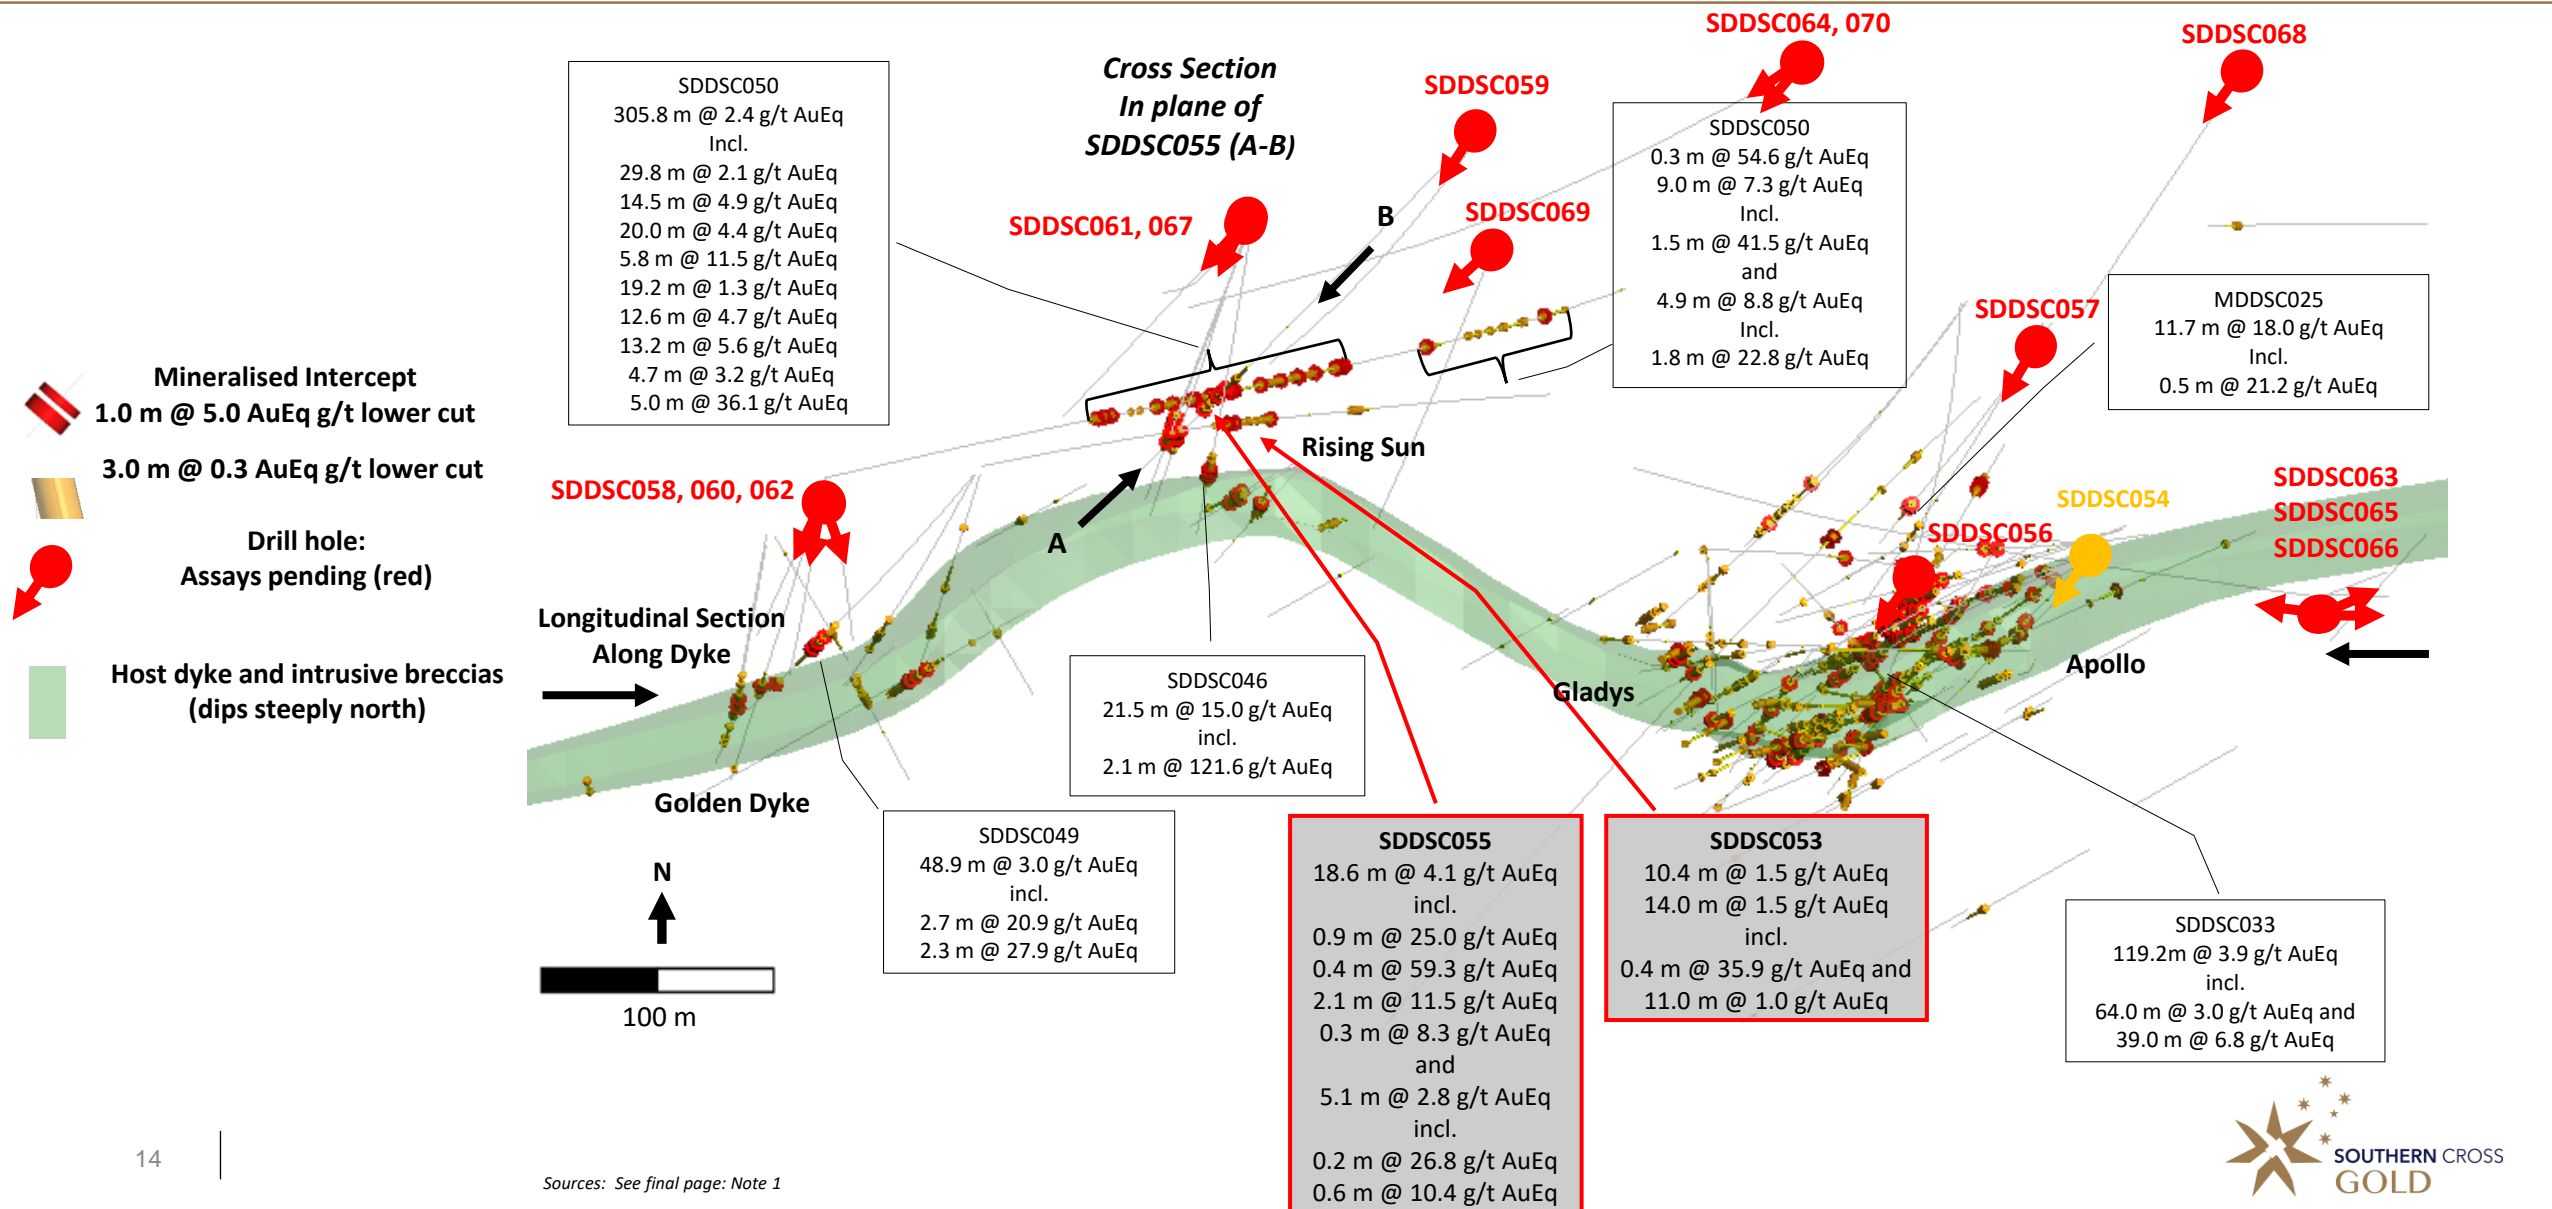 SDDSC064, 070
SDDSC068
SDDSC059
Cross Section
In plane of
SDDSC055 (A-B)
SDDSC050
305.8 m @ 2.4 g/t AuEq
Incl.
29.8 m @ 2.1 g/t AuEq
14.5 m @ 4.9 g/t AuEq
20.0 m @ 4.4 g/t AuEq
5.8 m @ 11.5 g/t AuEq
19.2 m @ 1.3 g/t AuEq
12.6 m @ 4.7 g/t AuEq
13.2 m @ 5.6 g/t AuEq
4.7 m @ 3.2 g/t AuEq
5.0 m @ 36.1 g/t AuEq
SDDSC050
0.3 m @ 54.6 g/t AuEq
9.0 m @ 7.3 g/t AuEq
Incl.
1.5 m @ 41.5 g/t AuEq
and
4.9 m @ 8.8 g/t AuEq
Incl.
1.8 m @ 22.8 g/t AuEq
SDDSC061, 067
B
SDDSC069
SDDSC057
MDDSC025
11.7 m @ 18.0 g/t AuEq
Incl.
0.5 m @ 21.2 g/t AuEq
Mineralised Intercept
1.0 m @ 5.0 AuEq g/t lower cut
3.0 m @ 0.3 AuEq g/t lower cut
Drill hole:
Assays pending (red)
Host dyke and intrusive breccias
(dips steeply north)
Rising Sun
SDDSC058, 060, 062
A
SDDSC054
SDDSC056
SDDSC063
SDDSC065
SDDSC066
Longitudinal Section
Along Dyke
Gladys
Apollo
Golden Dyke
SDDSC046
21.5 m @ 15.0 g/t AuEq
incl.
2.1 m @ 121.6 g/t AuEq
SDDSC049
48.9 m @ 3.0 g/t AuEq
incl.
2.7 m @ 20.9 g/t AuEq
2.3 m @ 27.9 g/t AuEq
SDDSC055
18.6 m @ 4.1 g/t AuEq
incl.
0.9 m @ 25.0 g/t AuEq
0.4 m @ 59.3 g/t AuEq
2.1 m @ 11.5 g/t AuEq
0.3 m @ 8.3 g/t AuEq
and
5.1 m @ 2.8 g/t AuEq
incl.
0.2 m @ 26.8 g/t AuEq
0.6 m @ 10.4 g/t AuEq
SDDSC053
10.4 m @ 1.5 g/t AuEq
14.0 m @ 1.5 g/t AuEq
incl.
0.4 m @ 35.9 g/t AuEq and
11.0 m @ 1.0 g/t AuEq
SDDSC033
119.2m @ 3.9 g/t AuEq
incl.
64.0 m @ 3.0 g/t AuEq and
39.0 m @ 6.8 g/t AuEq
N
100 m
14
Sources: See final page: Note 1
SOUTHERN CROSS
GOLD